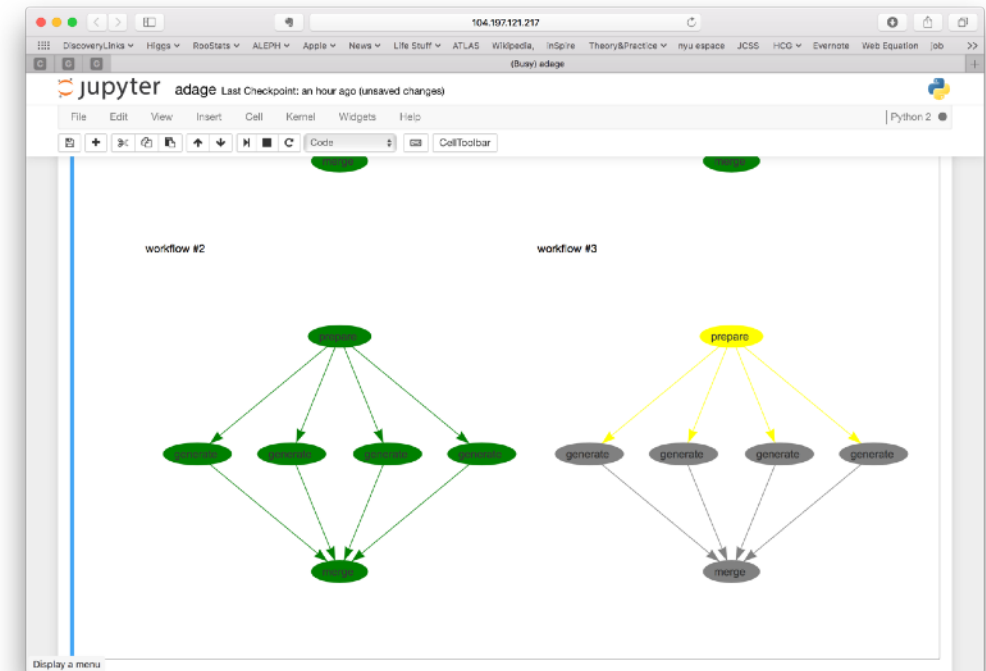 104.197.121.217
DiscoveryLinks Higgs RooStats ALEPH Apple News Life Stuff ATLAS Wikipedia, inSpire Theory&Practice nyu espace JCSS HCG Evernote Web Equation job >>
C G G (Busy) adage +
jupyter adage Last Checkpoint: an hour ago (unsaved changes)
File Edit View Insert Cell Kernel Widgets Help Python 2
Code CellToolbar
merge merge
workflow #2 workflow #3
prepare prepare
generate generate generate generate generate generate generate generate
merge merge
Display a menu